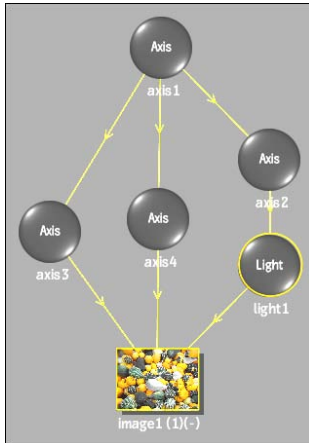 Axis
axis1
Axis
axis2
Axis
axis3
Axis
axis4
Light
light1
image1 (1)(-)